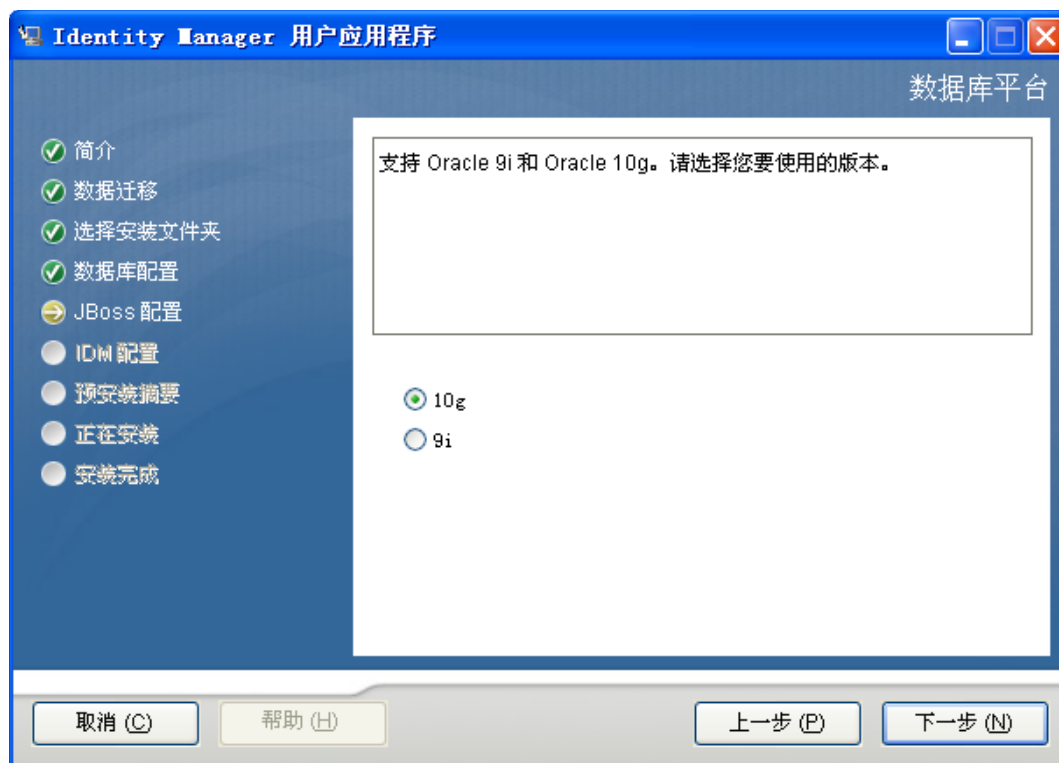 Identity Manager 用户应用程序
数据库平台
简介
数据迁移
选择安装文件夹
数据库配置
JBoss 配置
IDM 配置
预安装摘要
正在安装
安装完成
支持 Oracle 9i 和 Oracle 10g。请选择您要使用的版本。
10g
9i
取消 (C)
帮助 (H)
上一步 (P)
下一步 (N)